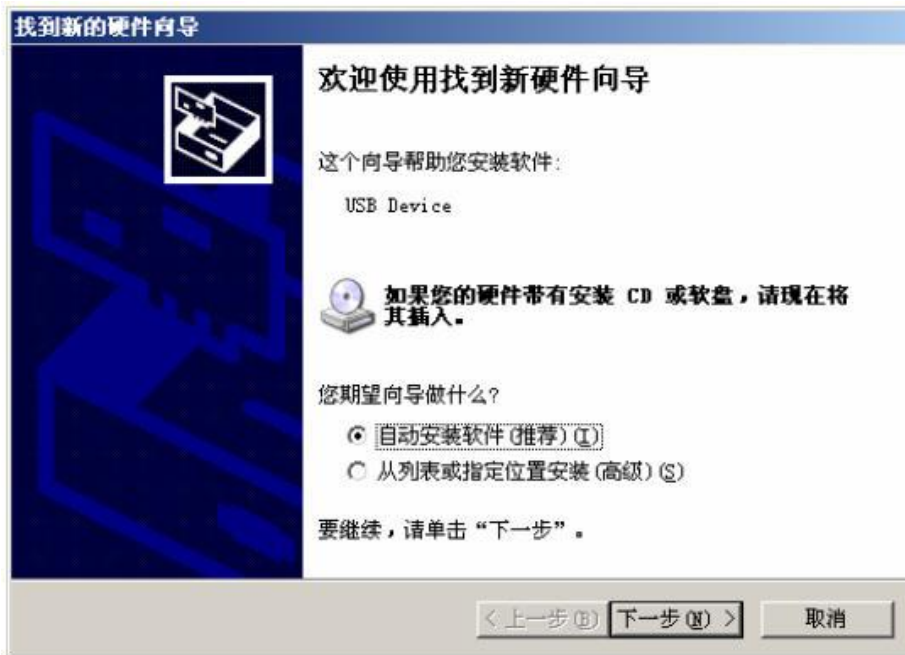 找到新的硬件向导
欢迎使用找到新硬件向导
这个向导帮助您安装软件:
USB Device
如果您的硬件带有安装 CD 或软盘，请现在将
其插入。
您期望向导做什么?
自动安装软件(推荐)(I)
从列表或指定位置安装(高级)(S)
要继续，请单击“下一步”。
< 上一步(B) 下一步(N) > 取消